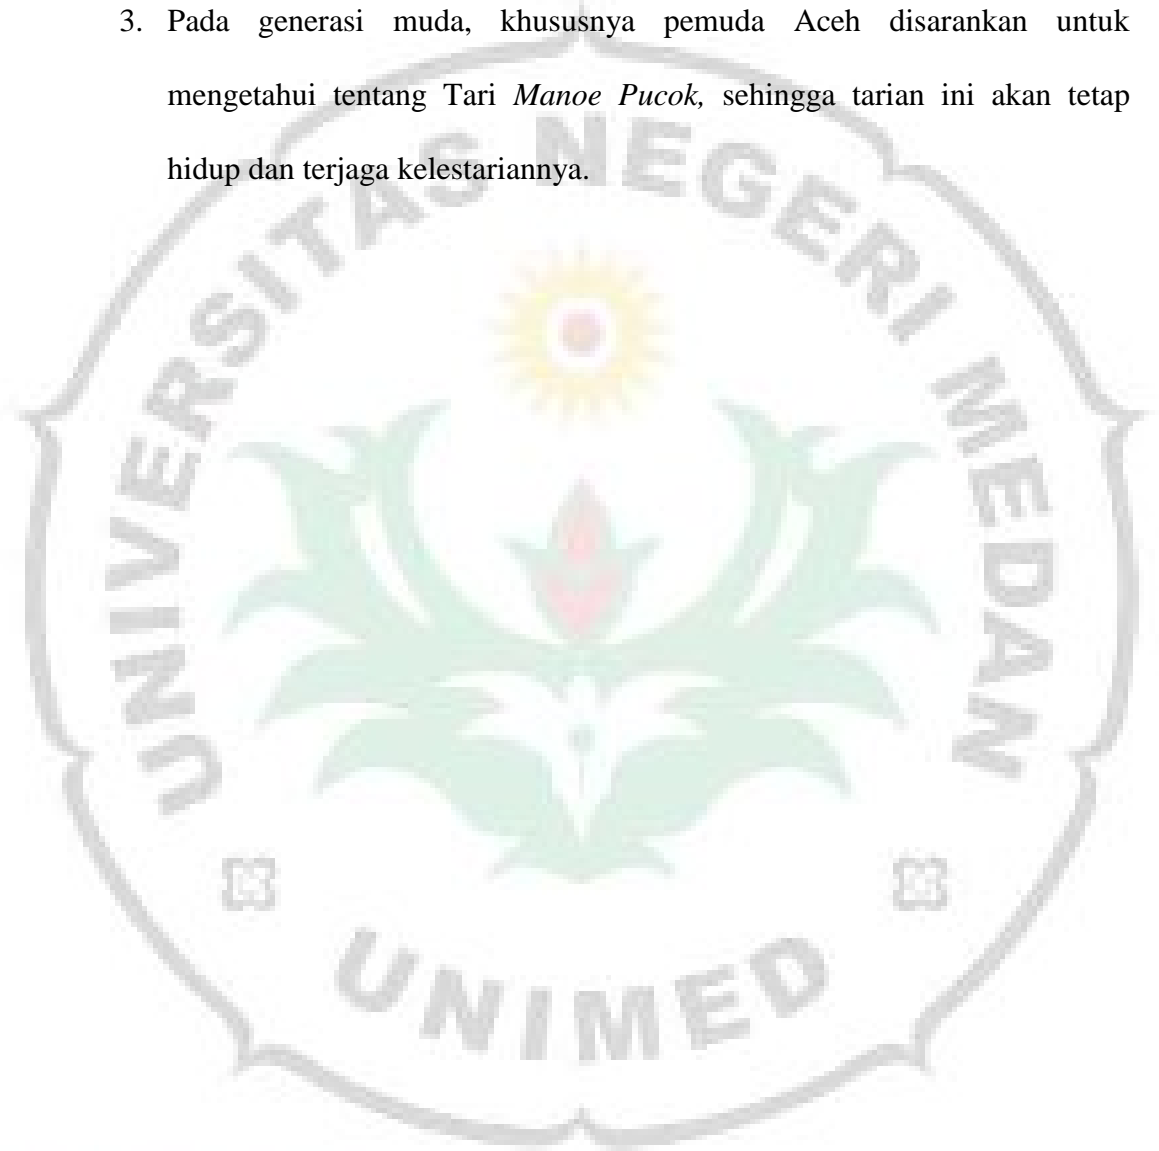 3. Pada generasi muda, khususnya pemuda Aceh disarankan untuk
mengetahui tentang Tari Manoe Pucok, sehingga tarian ini akan tetap
hidup dan terjaga kelestariannya.
UNIVERSITAS NEGERI MEDAN
UNIMED